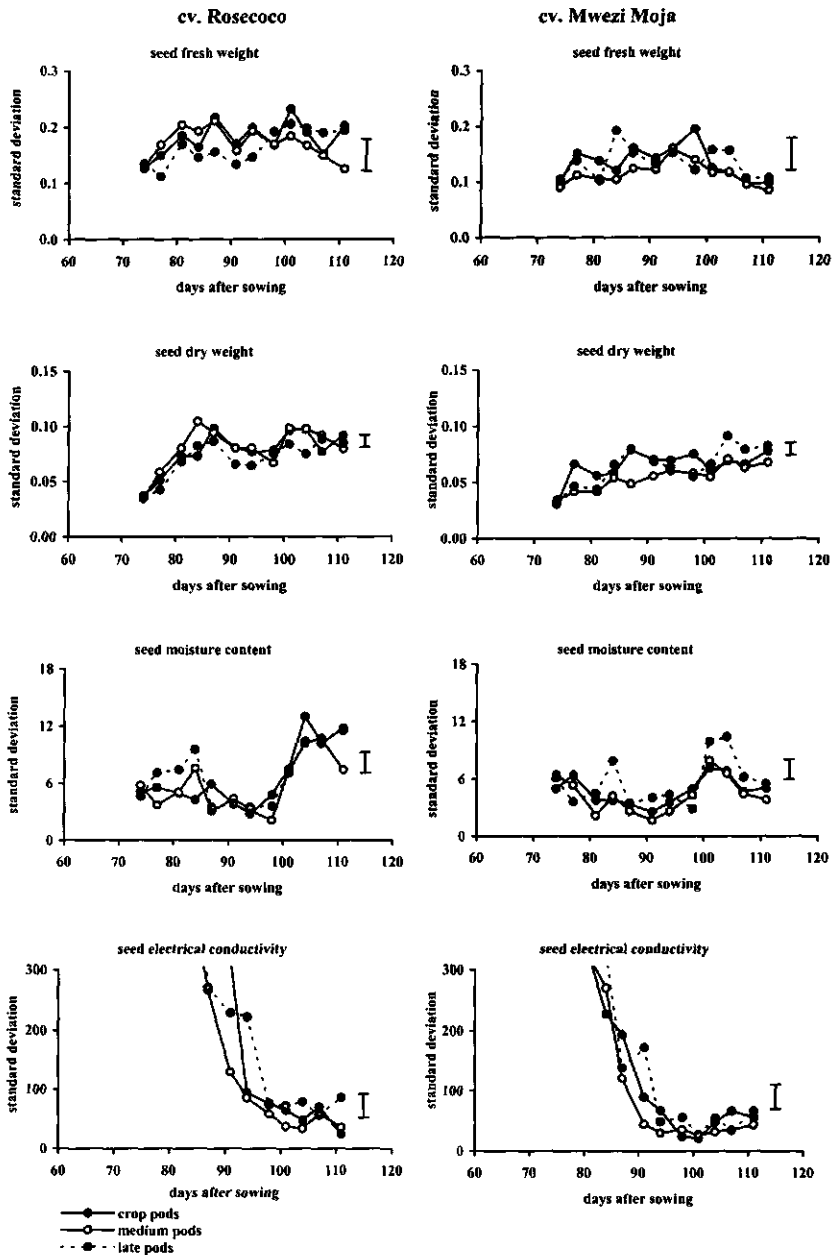 cv. Rosecoco
cv. Mwezi Moja
seed fresh weight
standard deviation
0.3
0.2
0.1
0.0
60 70 80 90 100 110 120
days after sowing
seed fresh weight
standard deviation
0.3
0.2
0.1
0.0
60 70 80 90 100 110 120
days after sowing
seed dry weight
standard deviation
0.15
0.10
0.05
0.00
60 70 80 90 100 110 120
days after sowing
seed dry weight
standard deviation
0.15
0.10
0.05
0.00
60 70 80 90 100 110 120
days after sowing
seed moisture content
standard deviation
18
12
6
0
60 70 80 90 100 110 120
days after sowing
seed moisture content
standard deviation
18
12
6
0
60 70 80 90 100 110 120
days after sowing
seed electrical conductivity
standard deviation
300
200
100
0
60 70 80 90 100 110 120
days after sowing
seed electrical conductivity
standard deviation
300
200
100
0
60 70 80 90 100 110 120
days after sowing
crop pods
medium pods
late pods